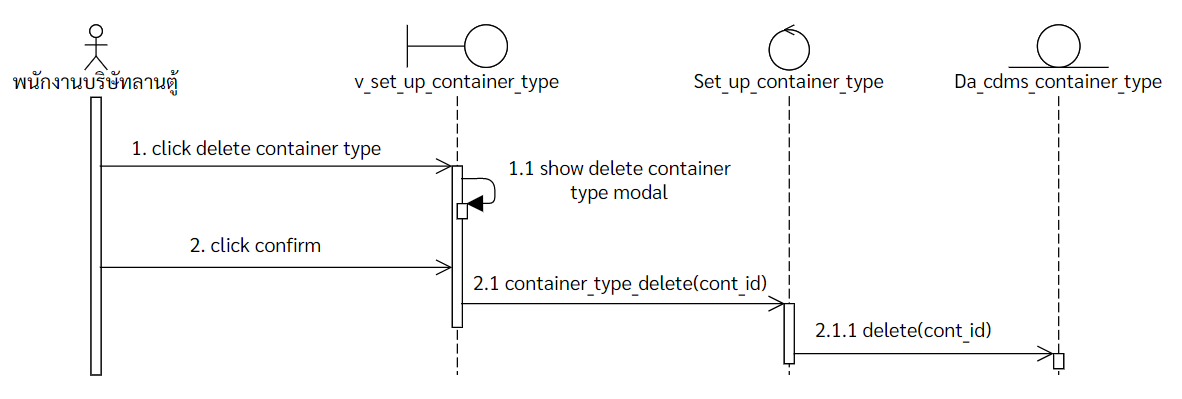 พนักงานบริษัทลานตู้
v_set_up_container_type
Set_up_container_type
Da_cdms_container_type
1. click delete container type
1.1 show delete container
type modal
2. click confirm
2.1 container_type_delete(cont_id)
2.1.1 delete(cont_id)